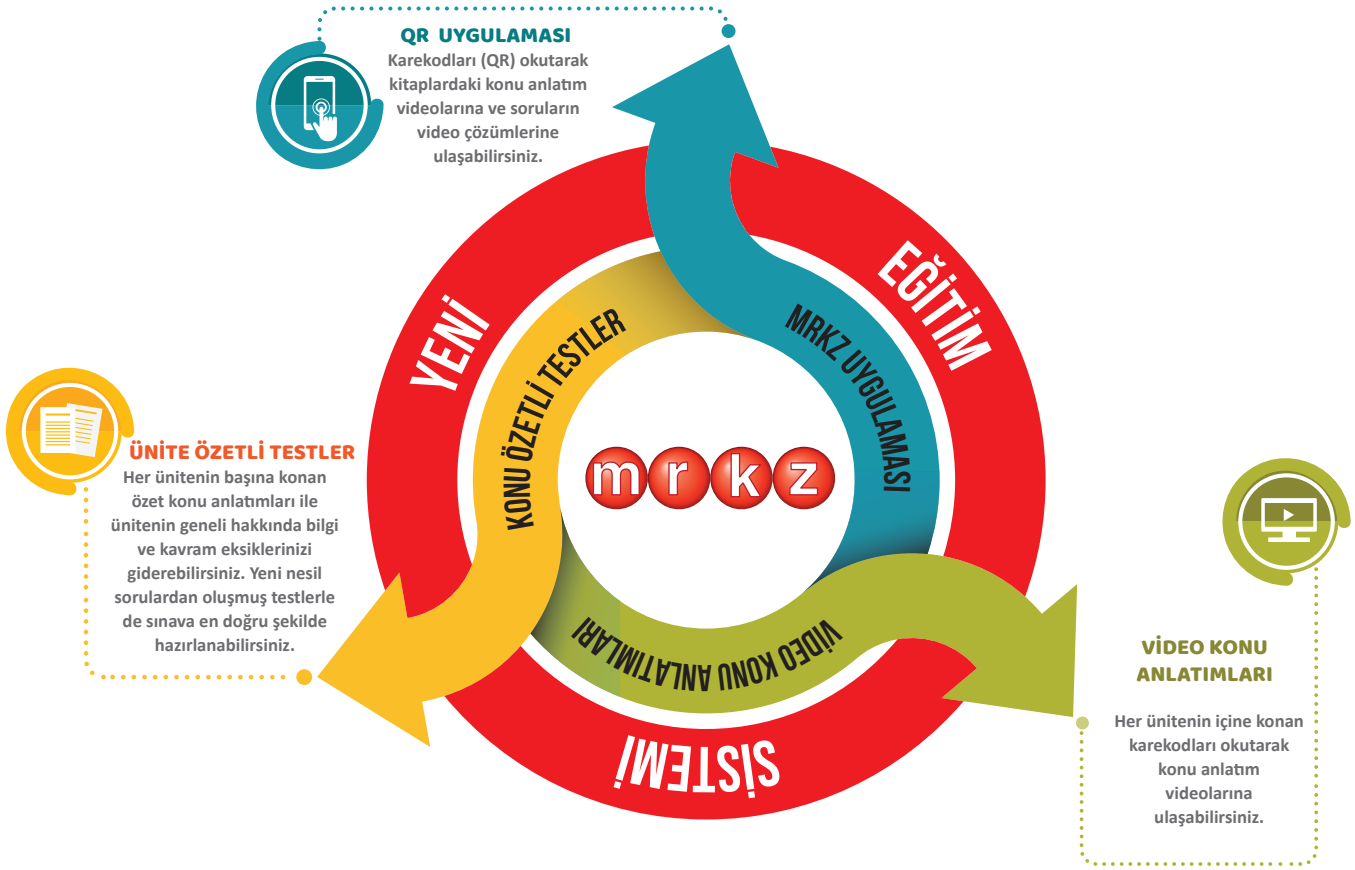 QR UYGULAMASI
Karekodları (QR) okutarak
kitaplardaki konu anlatım
videolarına ve soruların
video çözümlerine
ulaşabilirsiniz.
YENİ
EĞİTİM
SİSTEMİ
KONU ÖZETLİ TESTLER
MRKZ UYGULAMASI
VİDEO KONU ANLATIMLARI
mrkz
ÜNİTE ÖZETLİ TESTLER
Her ünitenin başına konan
özet konu anlatımları ile
ünitenin geneli hakkında bilgi
ve kavram eksiklerinizi
giderebilirsiniz. Yeni nesil
sorulardan oluşmuş testlerle
de sınava en doğru şekilde
hazırlanabilirsiniz.
VİDEO KONU
ANLATIMLARI
Her ünitenin içine konan
karekodları okutarak
konu anlatım
videolarına
ulaşabilirsiniz.